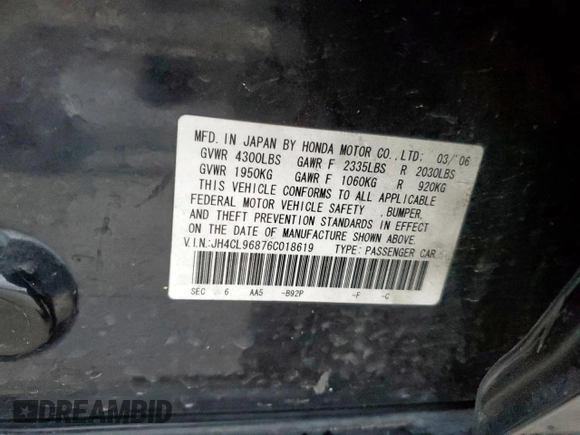 MFD. IN JAPAN BY HONDA MOTOR CO., LTD: 03/'06
GVWR 4300LBS GAWR F 2335LBS R 2030LBS
GVWR 1950KG GAWR F 1060KG R 920KG
THIS VEHICLE CONFORMS TO ALL APPLICABLE
FEDERAL MOTOR VEHICLE SAFETY , BUMPER,
AND THEFT PREVENTION STANDARDS IN EFFECT
ON THE DATE OF MANUFACTURE SHOWN ABOVE.
V.I.N.:JH4CL96876C018619 TYPE: PASSENGER CAR
SEC 6 AA5 -B92P -F -C
DREAMBID